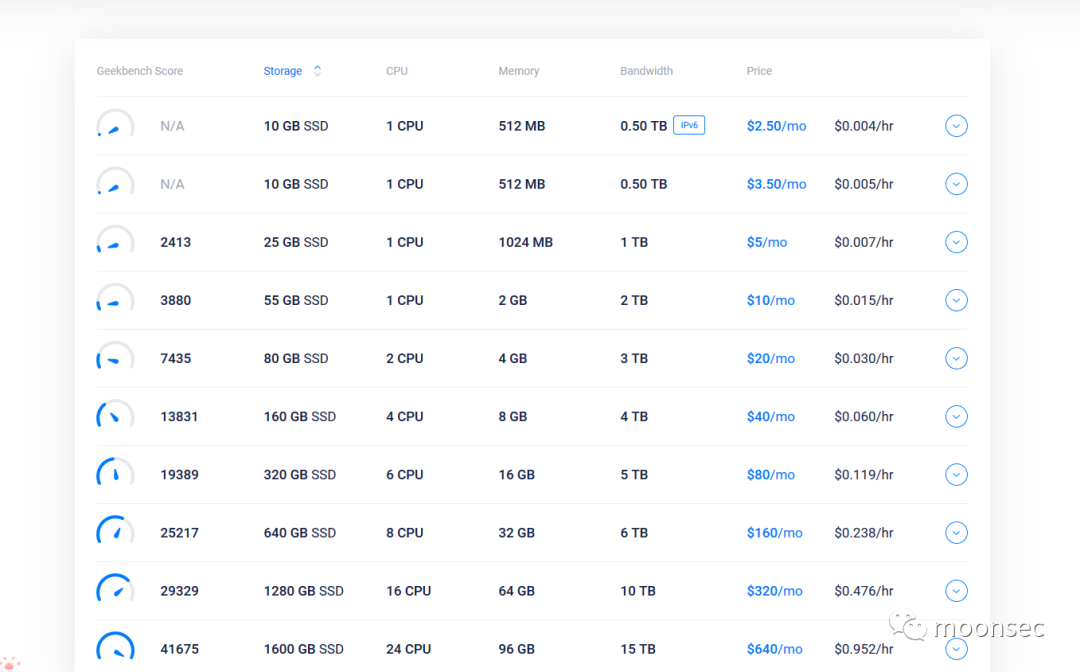 Geekbench Score Storage CPU Memory Bandwidth Price
N/A 10 GB SSD 1 CPU 512 MB 0.50 TB IPv6 $2.50/mo $0.004/hr
N/A 10 GB SSD 1 CPU 512 MB 0.50 TB $3.50/mo $0.005/hr
2413 25 GB SSD 1 CPU 1024 MB 1 TB $5/mo $0.007/hr
3880 55 GB SSD 1 CPU 2 GB 2 TB $10/mo $0.015/hr
7435 80 GB SSD 2 CPU 4 GB 3 TB $20/mo $0.030/hr
13831 160 GB SSD 4 CPU 8 GB 4 TB $40/mo $0.060/hr
19389 320 GB SSD 6 CPU 16 GB 5 TB $80/mo $0.119/hr
25217 640 GB SSD 8 CPU 32 GB 6 TB $160/mo $0.238/hr
29329 1280 GB SSD 16 CPU 64 GB 10 TB $320/mo $0.476/hr
moonsec
41675 1600 GB SSD 24 CPU 96 GB 15 TB $640/mo $0.952/hr